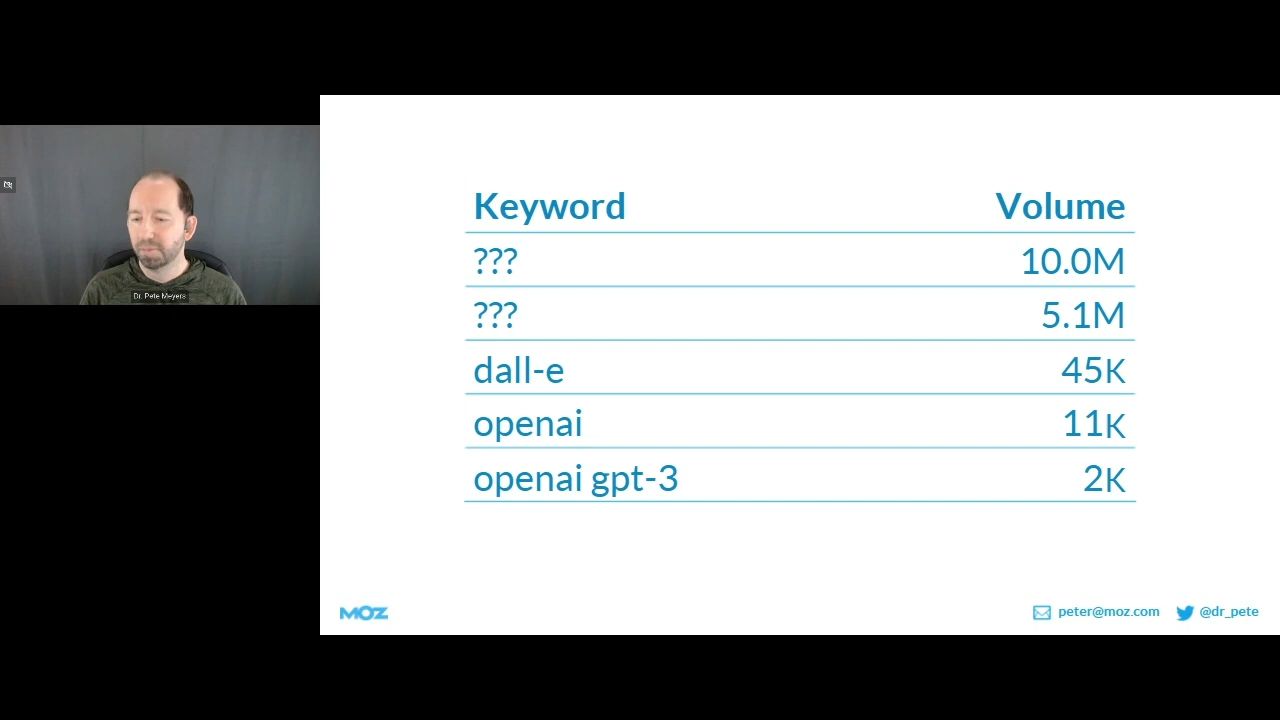 Dr. Pete Meyers
Keyword Volume
??? 10.0M
??? 5.1M
dall-e 45K
openai 11K
openai gpt-3 2K
MOZ peter@moz.com @dr_pete